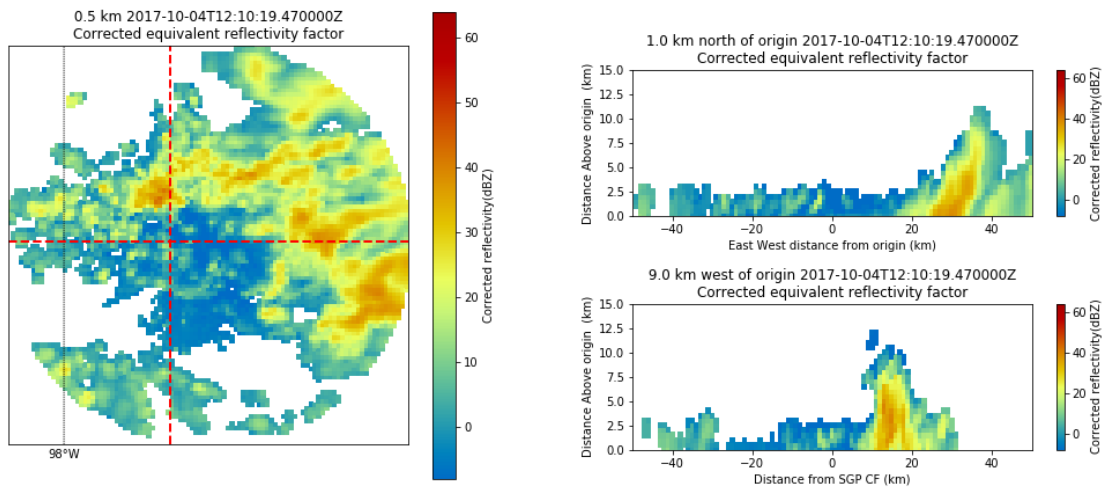 0.5 km 2017-10-04T12:10:19.470000Z
Corrected equivalent reflectivity factor
98°W
60
50
40
30
20
10
0
Corrected reflectivity(dBZ)
1.0 km north of origin 2017-10-04T12:10:19.470000Z
Corrected equivalent reflectivity factor
15.0
12.5
10.0
7.5
5.0
2.5
0.0
Distance Above origin (km)
−40
−20
0
20
40
East West distance from origin (km)
60
40
20
0
Corrected reflectivity(dBZ)
9.0 km west of origin 2017-10-04T12:10:19.470000Z
Corrected equivalent reflectivity factor
15.0
12.5
10.0
7.5
5.0
2.5
0.0
Distance Above origin (km)
−40
−20
0
20
40
Distance from SGP CF (km)
60
40
20
0
Corrected reflectivity(dBZ)